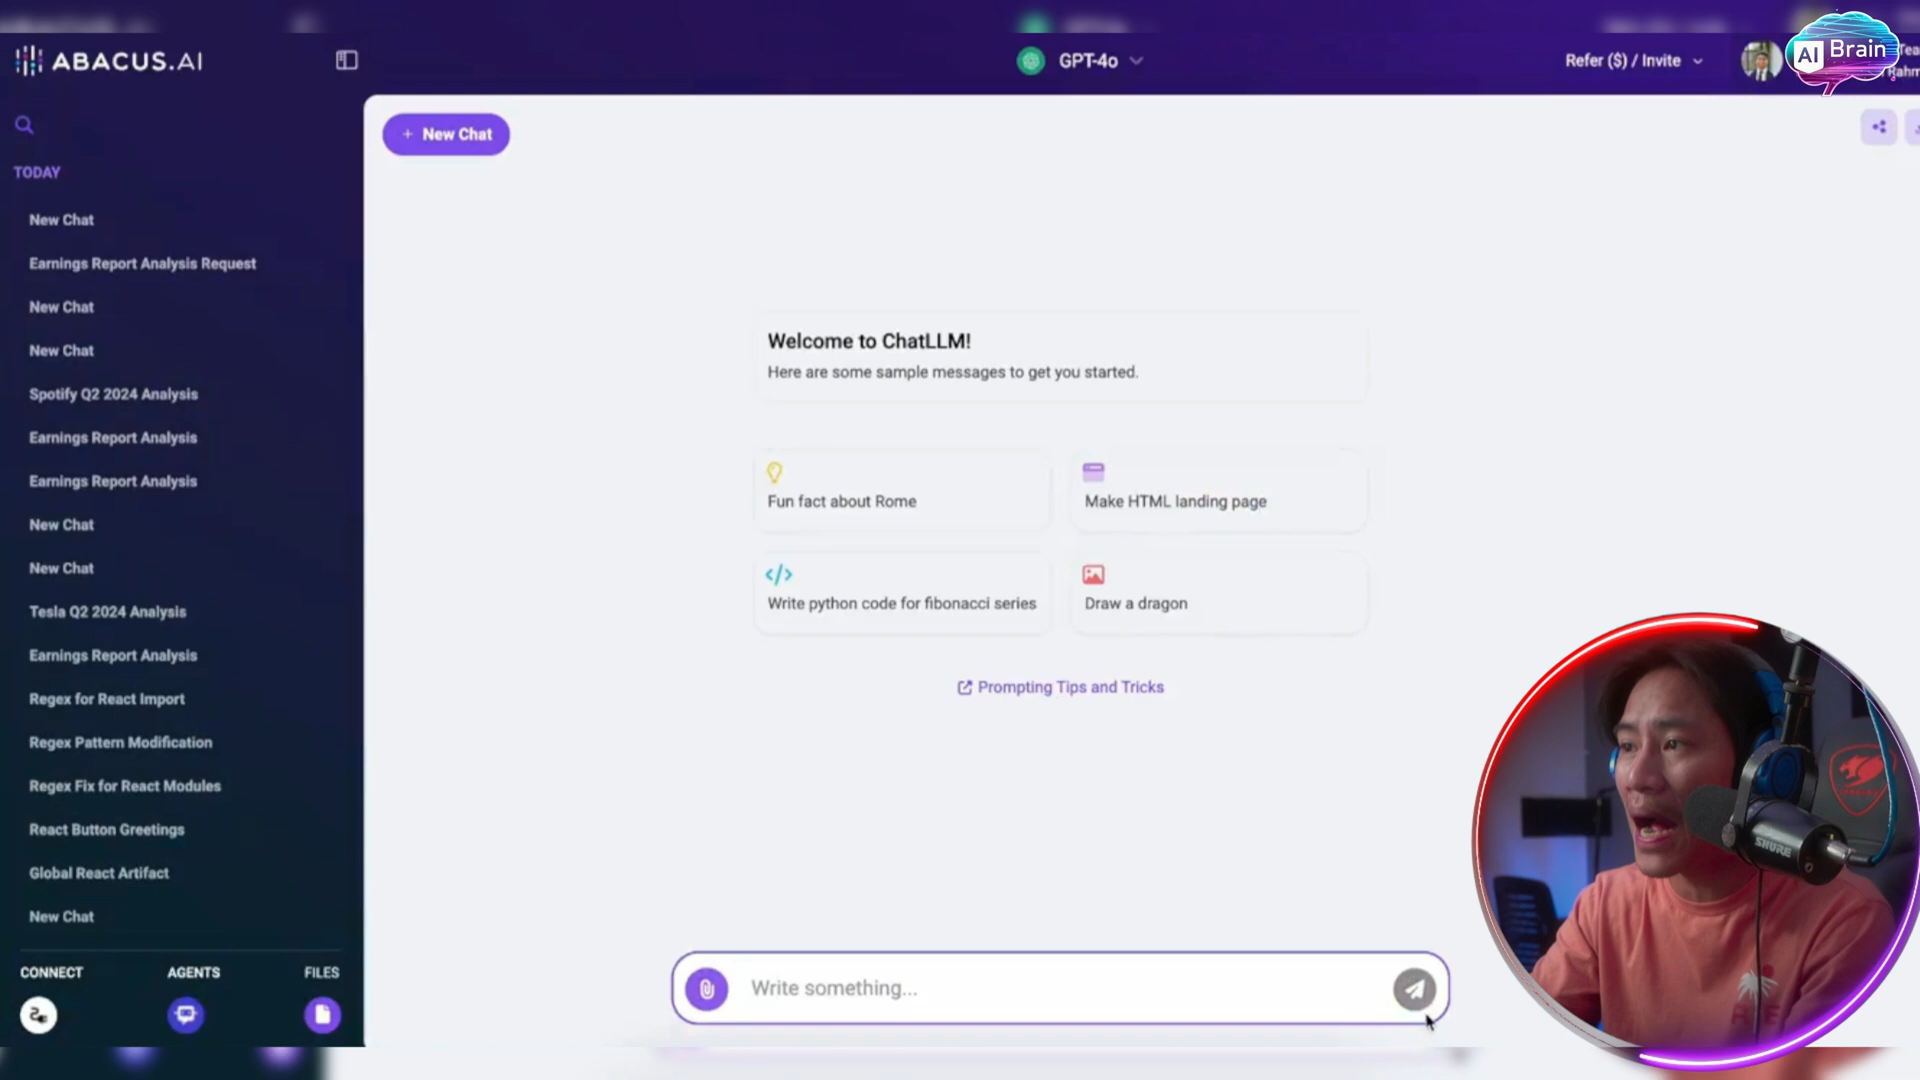 ABACUS.AI
GPT-4o
Refer ($) / Invite
AI Brain
TODAY
New Chat
Earnings Report Analysis Request
New Chat
New Chat
Spotify Q2 2024 Analysis
Earnings Report Analysis
Earnings Report Analysis
New Chat
New Chat
Tesla Q2 2024 Analysis
Earnings Report Analysis
Regex for React Import
Regex Pattern Modification
Regex Fix for React Modules
React Button Greetings
Global React Artifact
New Chat
CONNECT AGENTS FILES
+ New Chat
Welcome to ChatLLM!
Here are some sample messages to get you started.
Fun fact about Rome
Make HTML landing page
Write python code for fibonacci series
Draw a dragon
Prompting Tips and Tricks
Write something...
SHURE